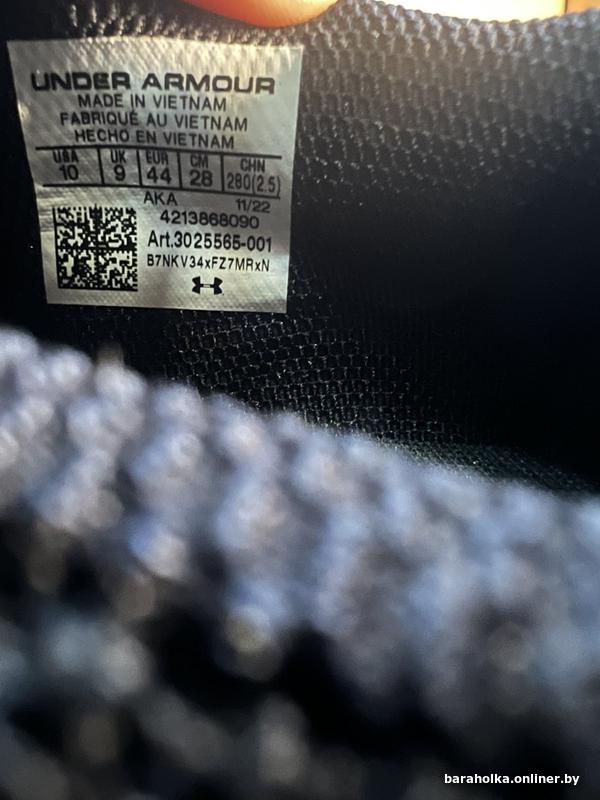 UNDER ARMOUR
MADE IN VIETNAM
FABRIQUÉ AU VIETNAM
HECHO EN VIETNAM
USA UK EUR CM CHN
10 9 44 28 280(2.5)
AKA 11/22
4213868090
Art.3025565-001
B7NKV34xFZ7MRxN
baraholka.onliner.by